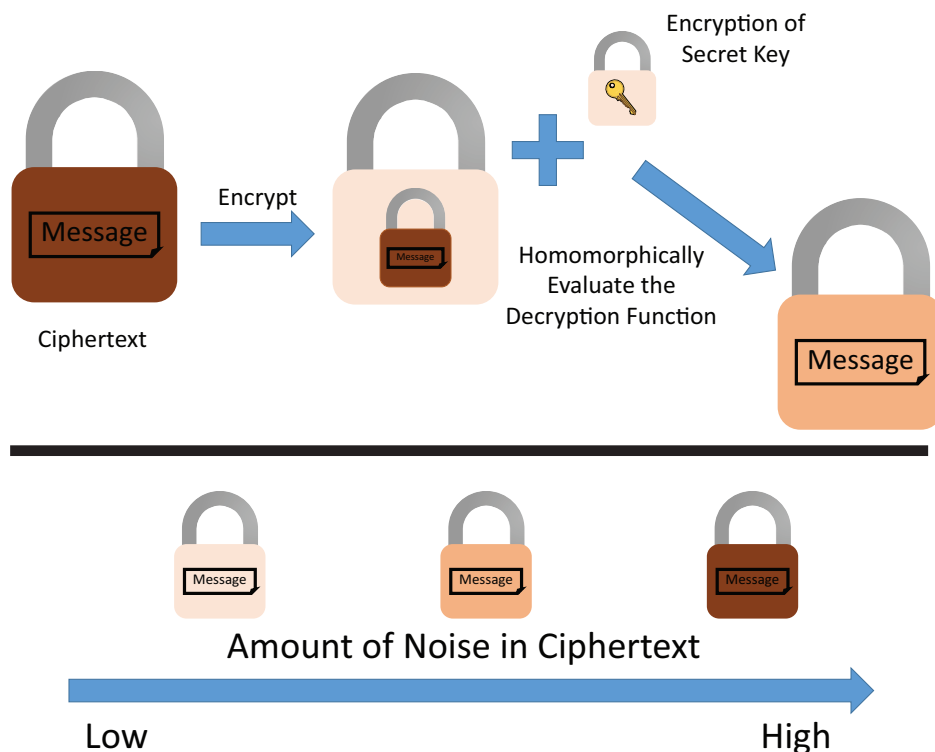 Encryption of
Secret Key
Encrypt
Message
Message
Ciphertext
Homomorphically
Evaluate the
Decryption Function
Message
Message
Message
Message
Amount of Noise in Ciphertext
Low
High